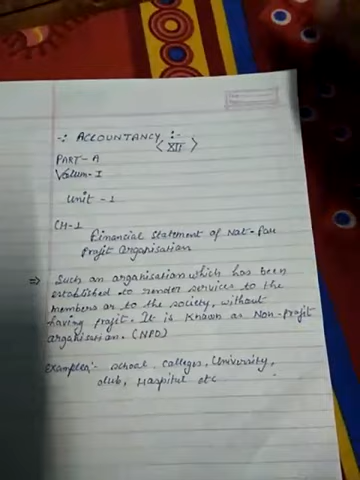 -: ACCOUNTANCY :-
< XII >
PART- A
Volum- I
Unit - 1
CH-1
Financial Statement of Not-For
Profit Organisation
⇒ Such an organisation which has been
established to render services to the
members or to the society, without
having profit. It is known as Non-profit
organisation. (NPO)
Examples:- School, Colleges, University,
club, Hospital etc